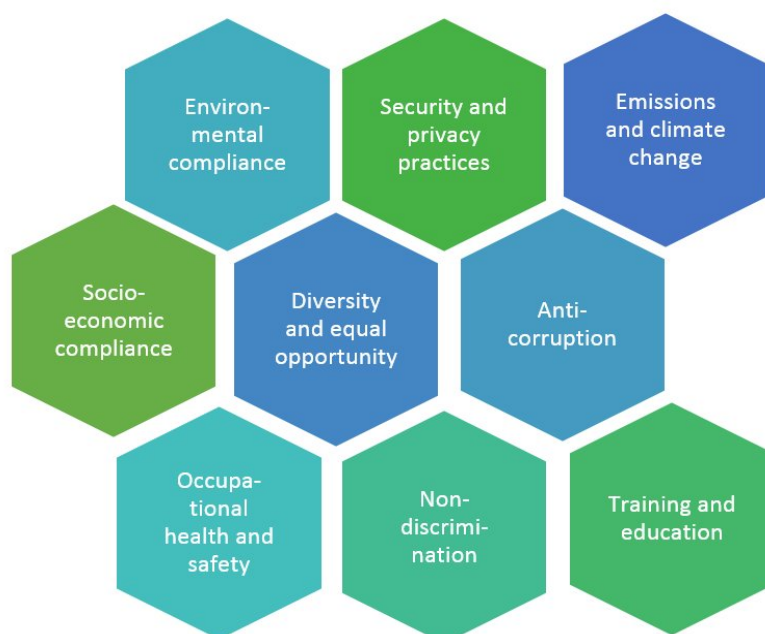 Environ-
mental
compliance
Security and
privacy
practices
Emissions
and climate
change
Socio-
economic
compliance
Diversity
and equal
opportunity
Anti-
corruption
Occupa-
tional
health and
safety
Non-
discrimi-
nation
Training and
education